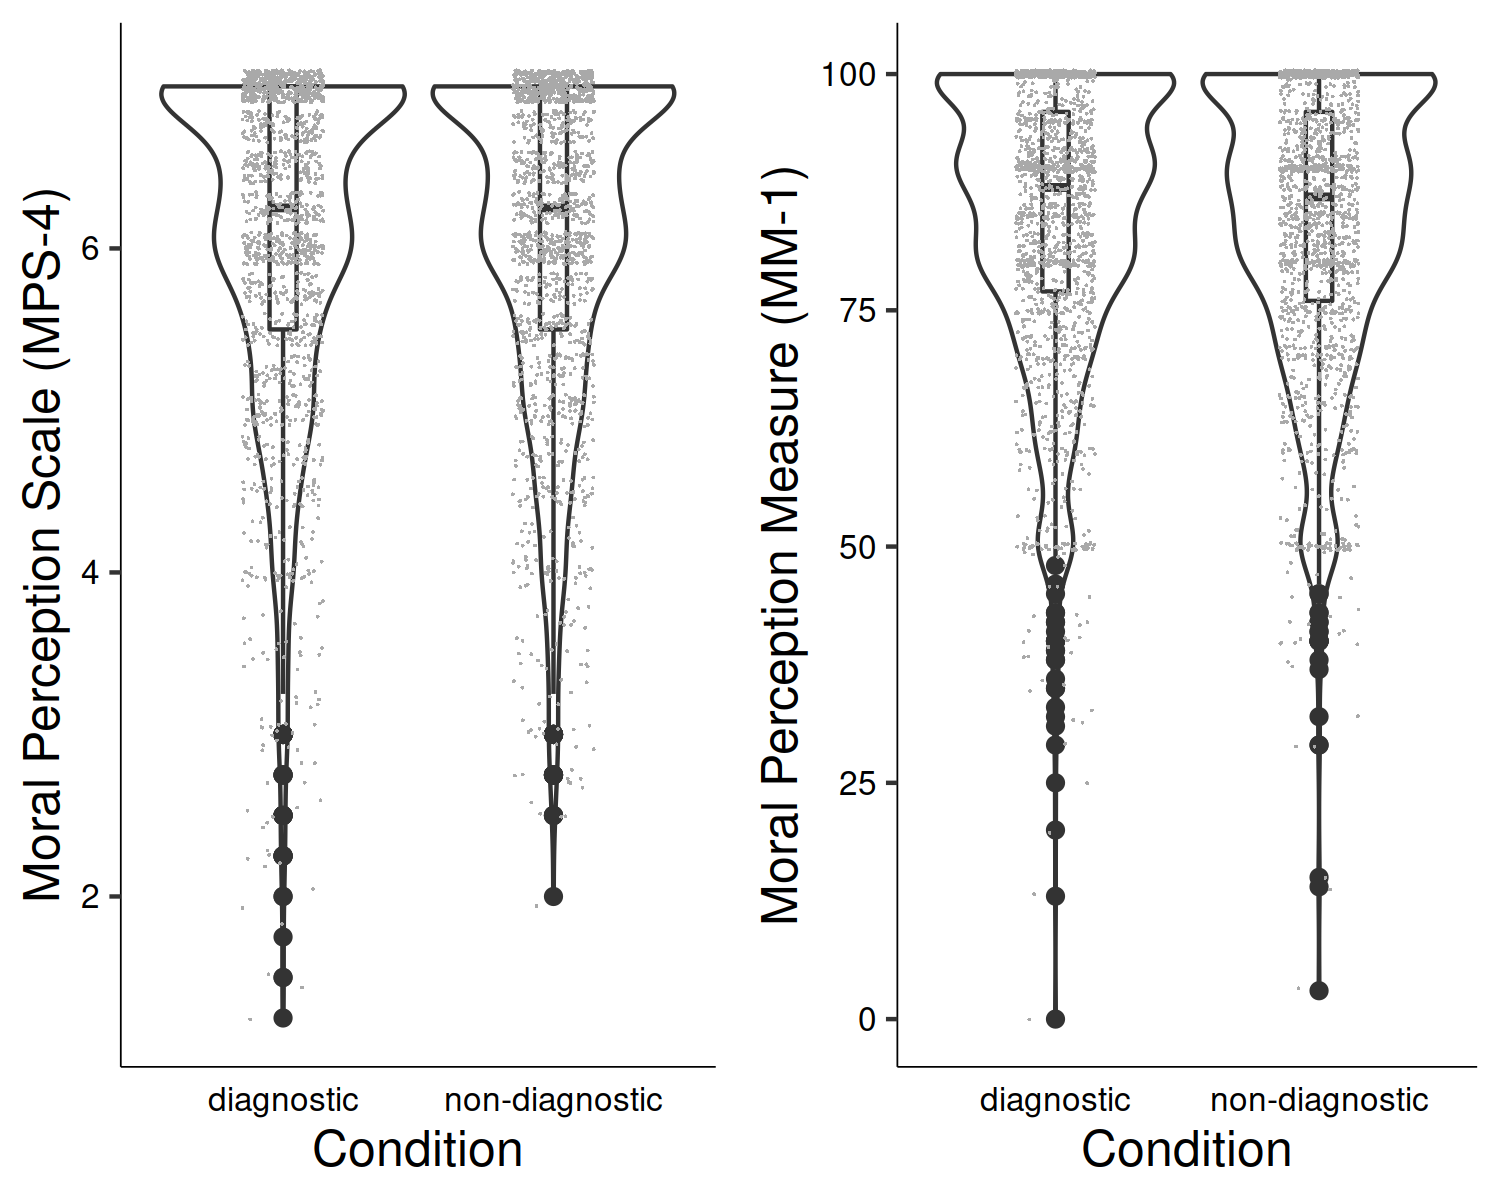 Moral Perception Scale (MPS-4)
6
4
2
diagnostic
non-diagnostic
Condition
Moral Perception Measure (MM-1)
100
75
50
25
0
diagnostic
non-diagnostic
Condition